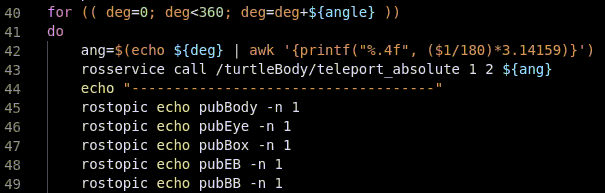 40 for (( deg=0; deg<360; deg=deg+${angle} ))
41 do
42     ang=$(echo ${deg} | awk '{printf("%.4f", ($1/180)*3.14159)}')
43     rosservice call /turtleBody/teleport_absolute 1 2 ${ang}
44     echo "------------------------------------"
45     rostopic echo pubBody -n 1
46     rostopic echo pubEye -n 1
47     rostopic echo pubBox -n 1
48     rostopic echo pubEB -n 1
49     rostopic echo pubBB -n 1